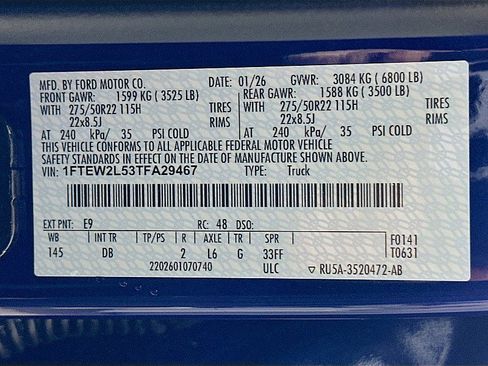 MFD. BY FORD MOTOR CO. DATE: 01/26 GVWR: 3084 KG ( 6800 LB)
FRONT GAWR: 1599 KG ( 3525 LB) REAR GAWR: 1588 KG ( 3500 LB)
WITH 275/50R22 115H TIRES WITH 275/50R22 115H TIRES
22x8.5J RIMS 22x8.5J RIMS
AT 240 kPa/ 35 PSI COLD AT 240 kPa/ 35 PSI COLD
THIS VEHICLE CONFORMS TO ALL APPLICABLE FEDERAL MOTOR VEHICLE
SAFETY STANDARDS IN EFFECT ON THE DATE OF MANUFACTURE SHOWN ABOVE.
VIN: 1FTEW2L53TFA29467 TYPE: Truck
EXT PNT: E9 RC: 48 DSO:
WB INT TR TP/PS R AXLE TR SPR F0141
145 DB 2 L6 G 33FF T0631
2202601070740 ULC ▽ RU5A-3520472-AB